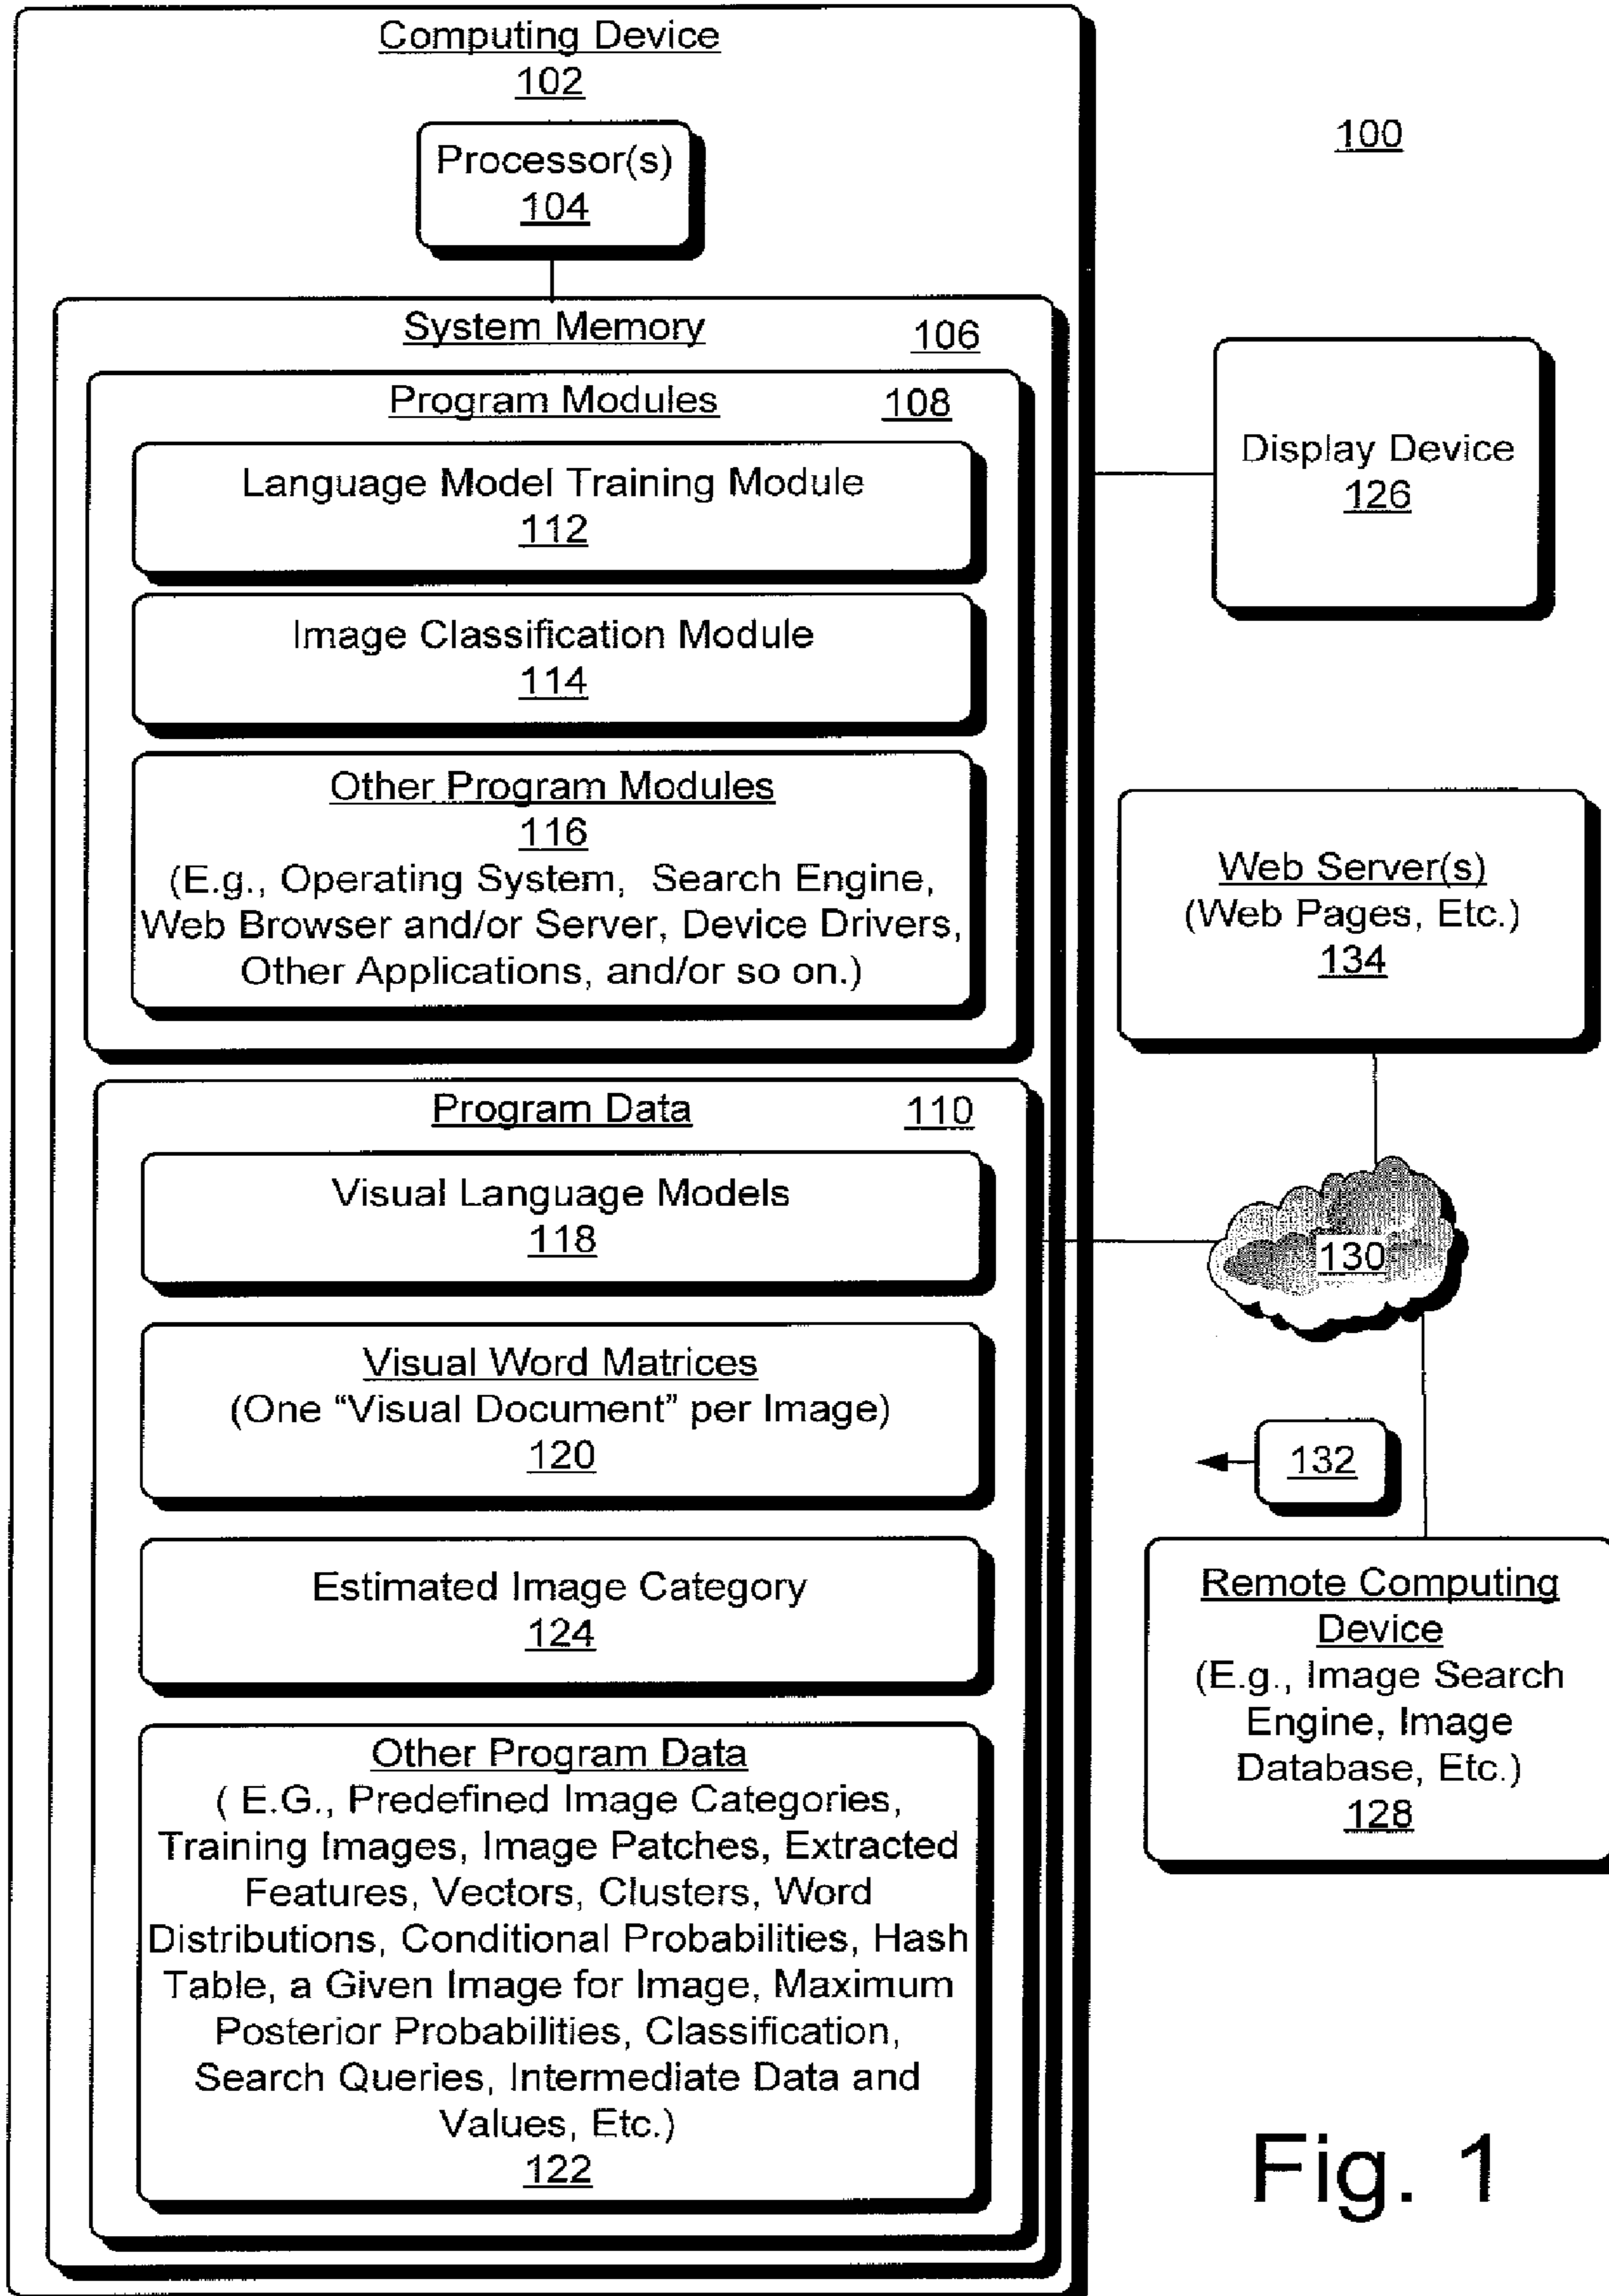 Computing Device
102
Processor(s)
104
100
System Memory
106
Program Modules
108
Language Model Training Module
112
Image Classification Module
114
Other Program Modules
116
(E.g., Operating System, Search Engine,
Web Browser and/or Server, Device Drivers,
Other Applications, and/or so on.)
Program Data
110
Visual Language Models
118
Visual Word Matrices
(One “Visual Document” per Image)
120
Estimated Image Category
124
Other Program Data
( E.G., Predefined Image Categories,
Training Images, Image Patches, Extracted
Features, Vectors, Clusters, Word
Distributions, Conditional Probabilities, Hash
Table, a Given Image for Image, Maximum
Posterior Probabilities, Classification,
Search Queries, Intermediate Data and
Values, Etc.)
122
Display Device
126
Web Server(s)
(Web Pages, Etc.)
134
130
132
Remote Computing
Device
(E.g., Image Search
Engine, Image
Database, Etc.)
128
Fig. 1